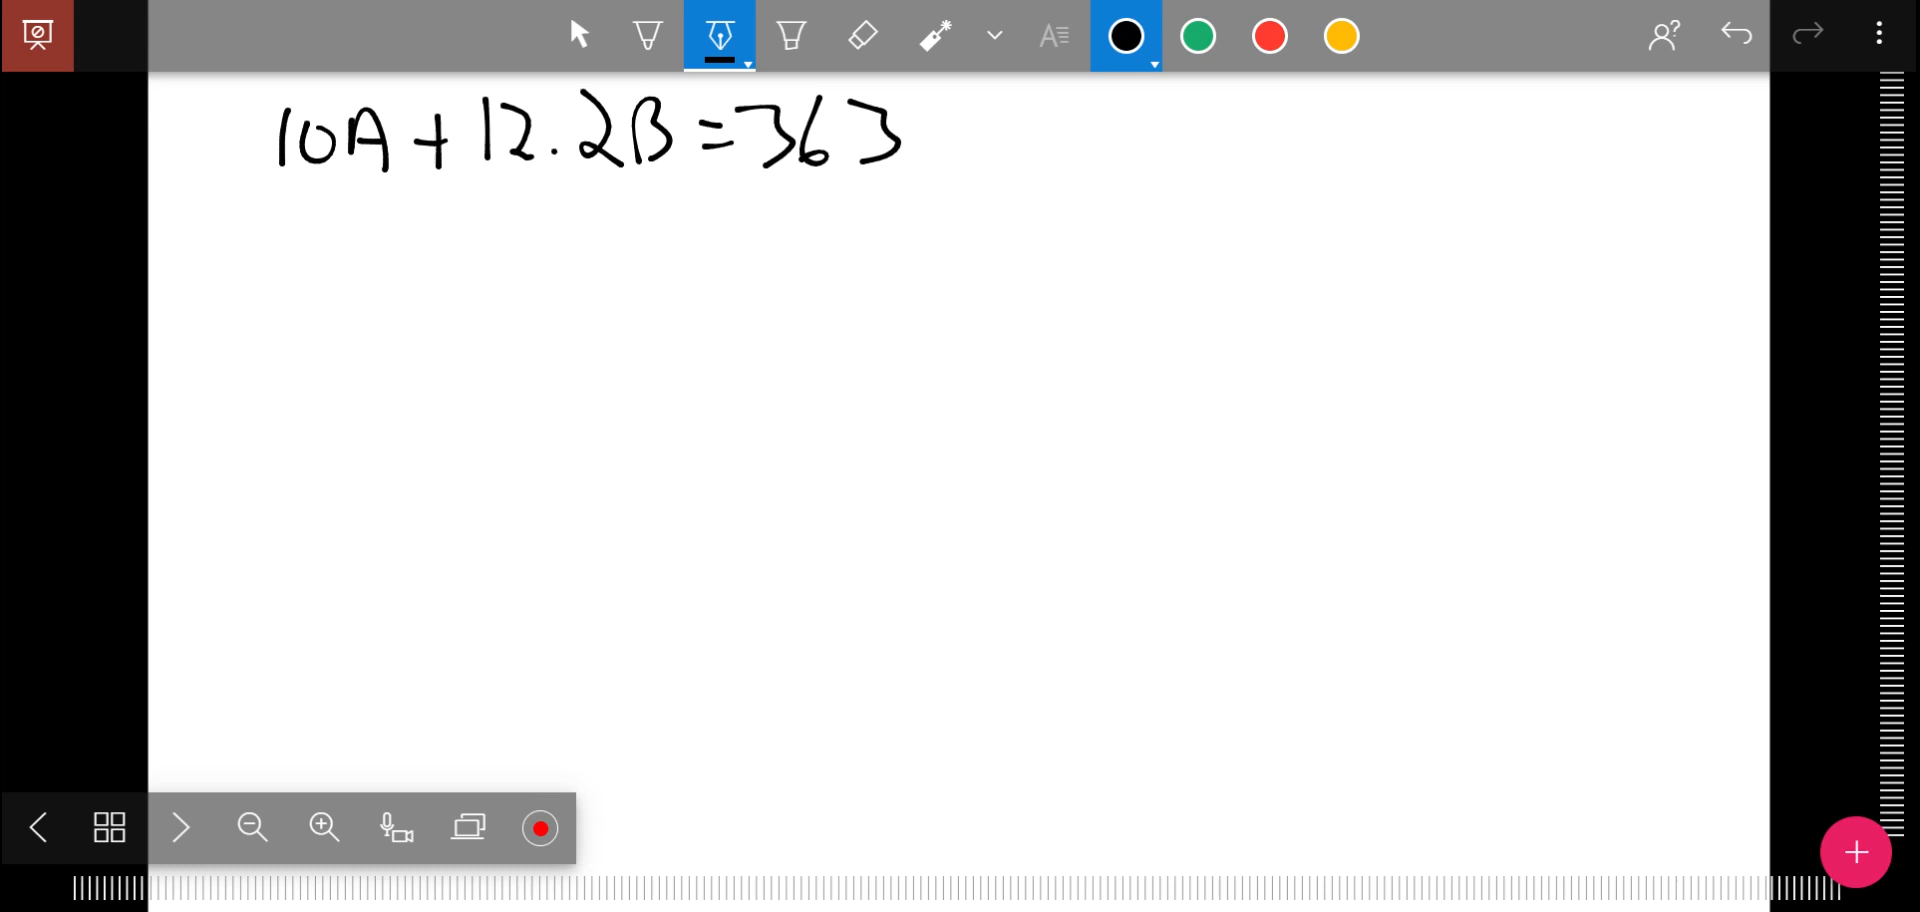 10A + 12.2B = 363